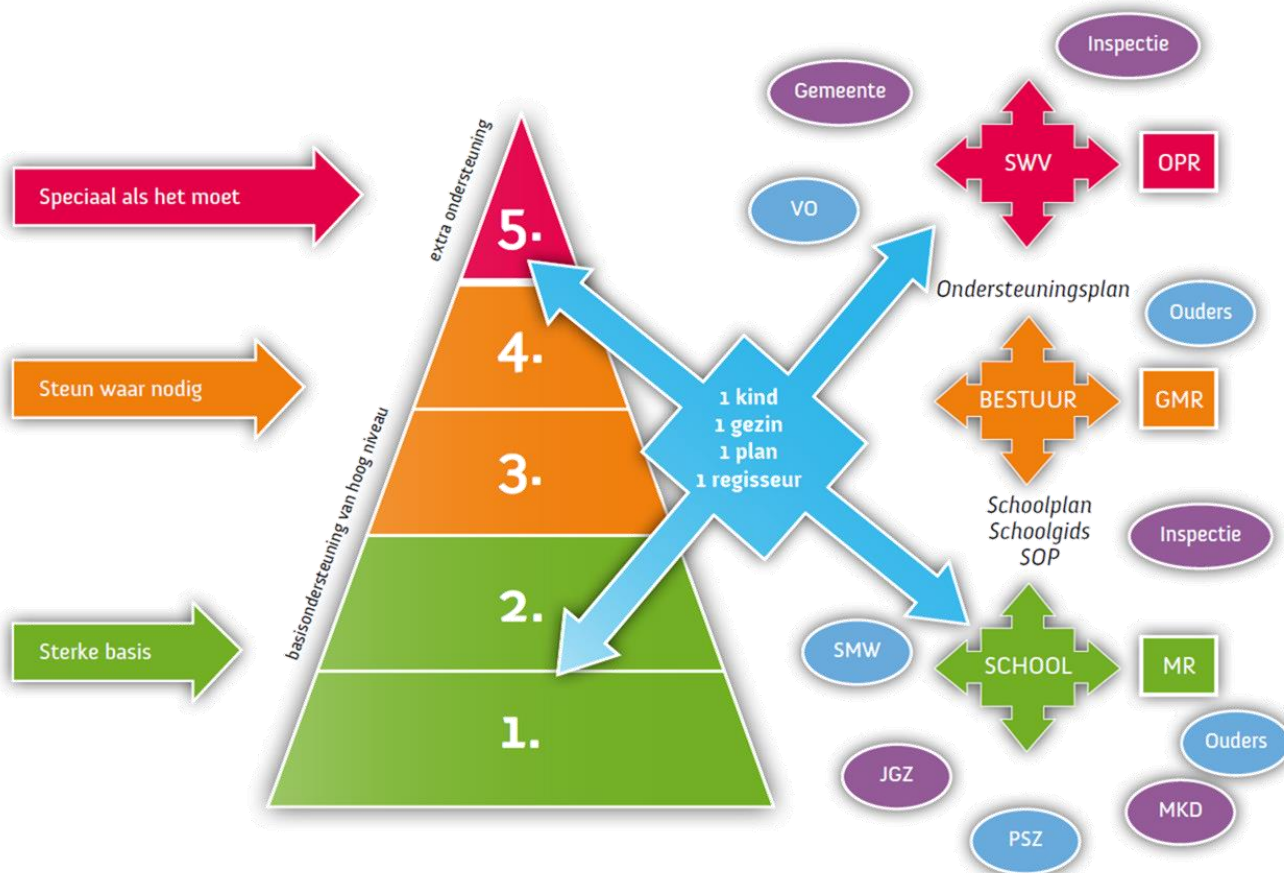 Speciaal als het moet
Steun waar nodig
Sterke basis
extra ondersteuning
basisondersteuning van hoog niveau
5.
4.
3.
2.
1.
1 kind
1 gezin
1 plan
1 regisseur
Inspectie
Gemeente
SWV
OPR
VO
Ondersteuningsplan
Ouders
BESTUUR
GMR
Schoolplan
Schoolgids
SOP
Inspectie
SMW
SCHOOL
MR
Ouders
JGZ
MKD
PSZ